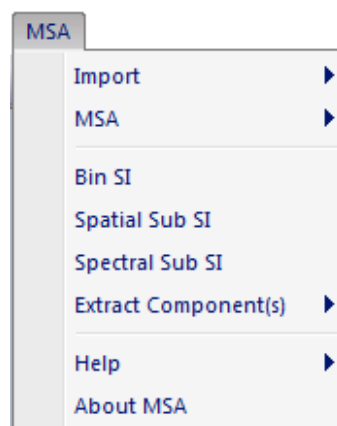 MSA
Import
MSA
Bin SI
Spatial Sub SI
Spectral Sub SI
Extract Component(s)
Help
About MSA